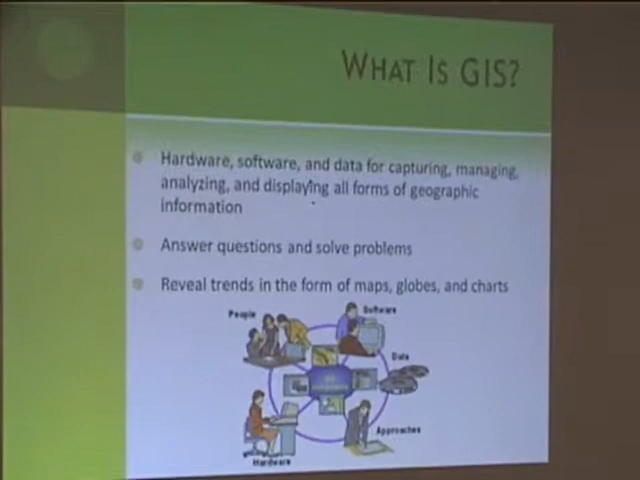 WHAT IS GIS?
Hardware, software, and data for capturing, managing,
analyzing, and displaying all forms of geographic
information
Answer questions and solve problems
Reveal trends in the form of maps, globes, and charts
People
Software
Data
Approaches
Hardware